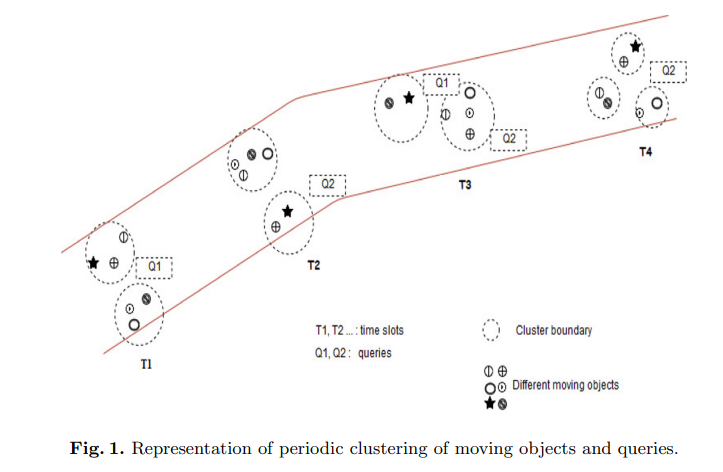 Q1
Q2
Q2
T4
T3
Q2
T2
Q1
T1
T1, T2 ... : time slots
Q1, Q2 : queries
Cluster boundary
Different moving objects
Fig. 1. Representation of periodic clustering of moving objects and queries.